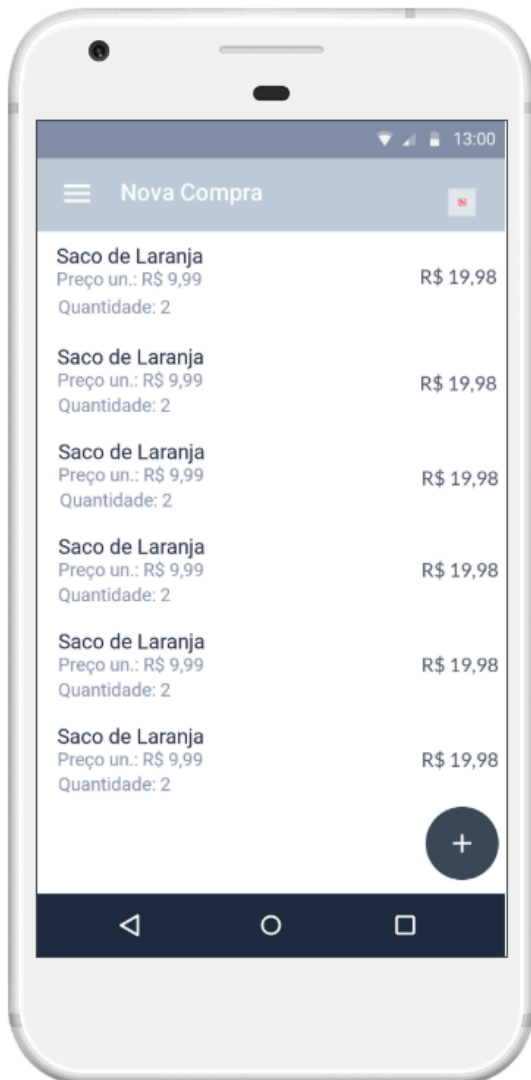 13:00
Nova Compra
Saco de Laranja
Preço un.: R$ 9,99
R$ 19,98
Quantidade: 2
Saco de Laranja
Preço un.: R$ 9,99
R$ 19,98
Quantidade: 2
Saco de Laranja
Preço un.: R$ 9,99
R$ 19,98
Quantidade: 2
Saco de Laranja
Preço un.: R$ 9,99
R$ 19,98
Quantidade: 2
Saco de Laranja
Preço un.: R$ 9,99
R$ 19,98
Quantidade: 2
Saco de Laranja
Preço un.: R$ 9,99
R$ 19,98
Quantidade: 2
+